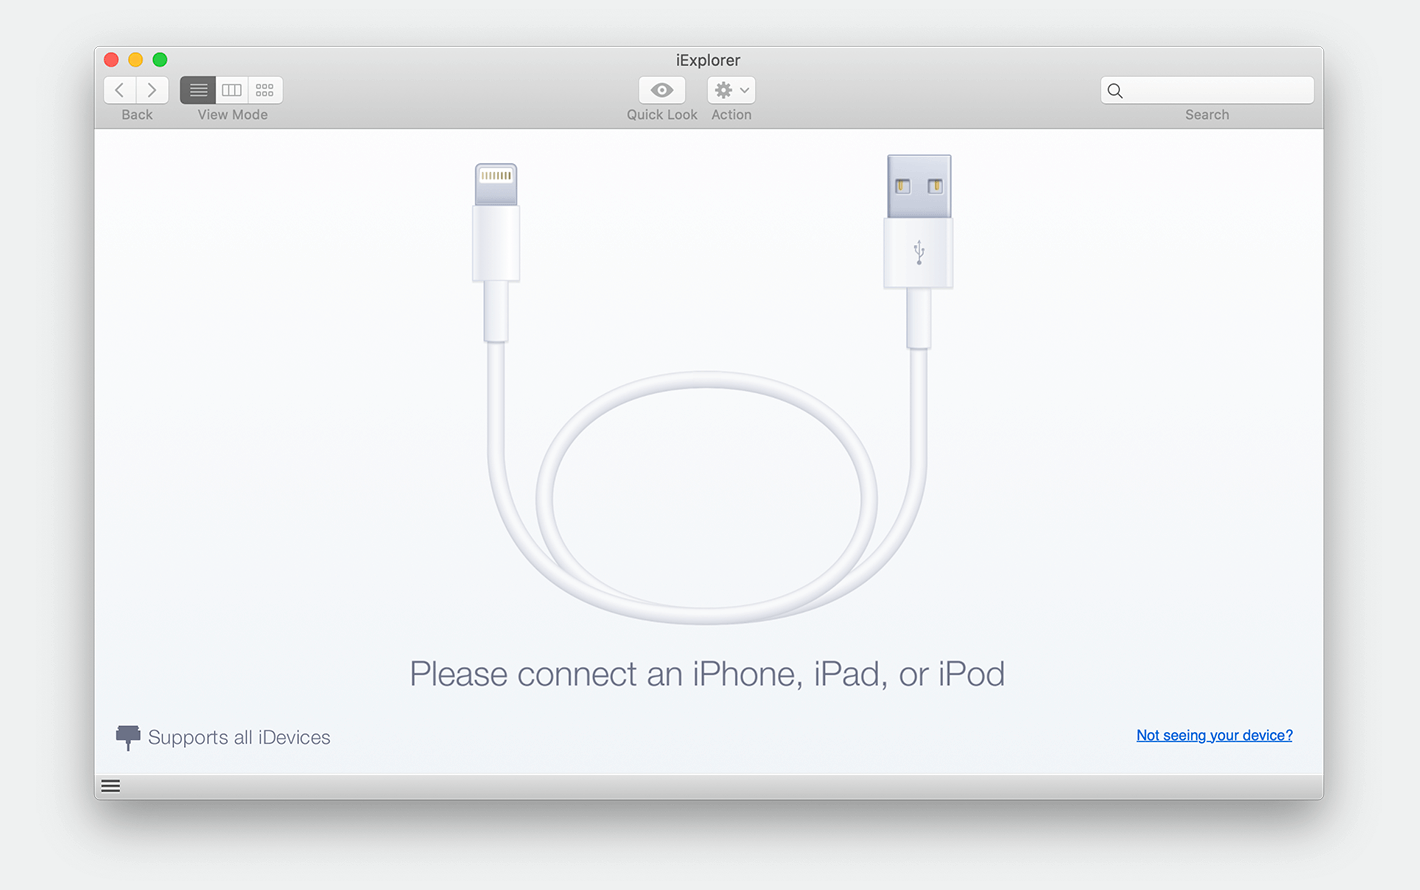 iExplorer
Back
View Mode
Quick Look
Action
Search
Please connect an iPhone, iPad, or iPod
Supports all iDevices
Not seeing your device?